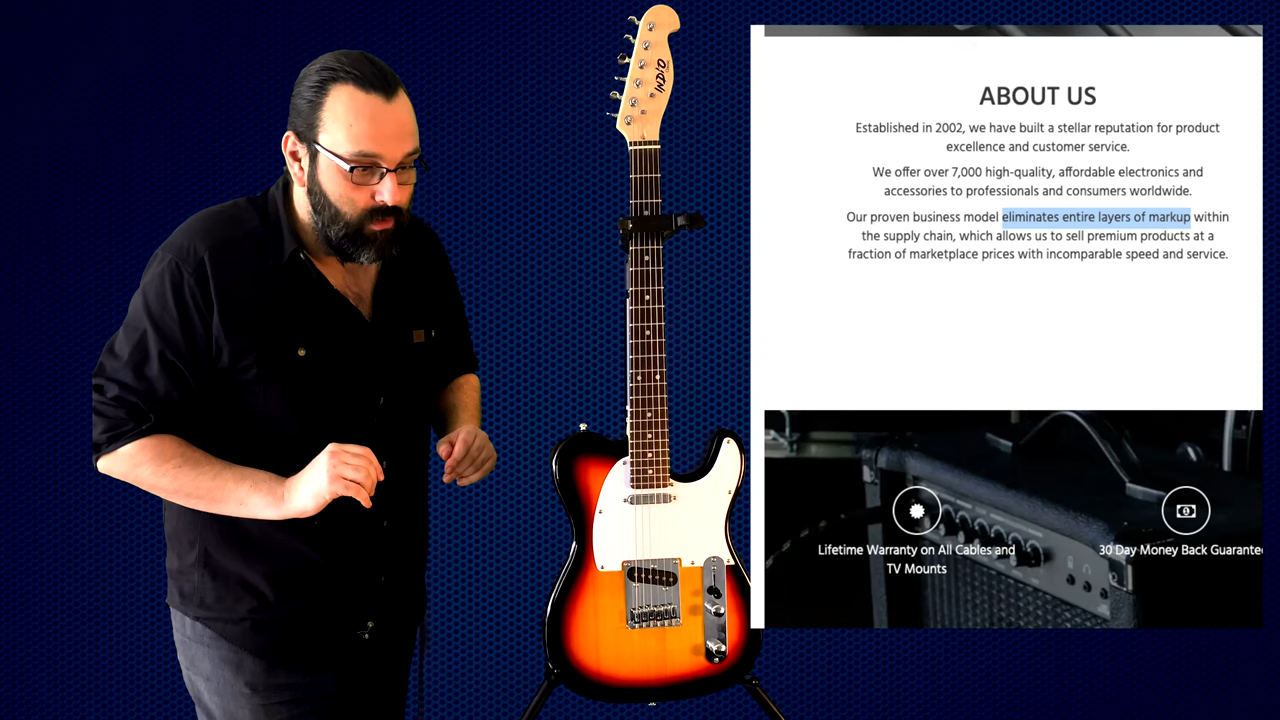 INDIO
ABOUT US
Established in 2002, we have built a stellar reputation for product
excellence and customer service.
We offer over 7,000 high-quality, affordable electronics and
accessories to professionals and consumers worldwide.
Our proven business model eliminates entire layers of markup within
the supply chain, which allows us to sell premium products at a
fraction of marketplace prices with incomparable speed and service.
Lifetime Warranty on All Cables and
TV Mounts
30 Day Money Back Guarantee